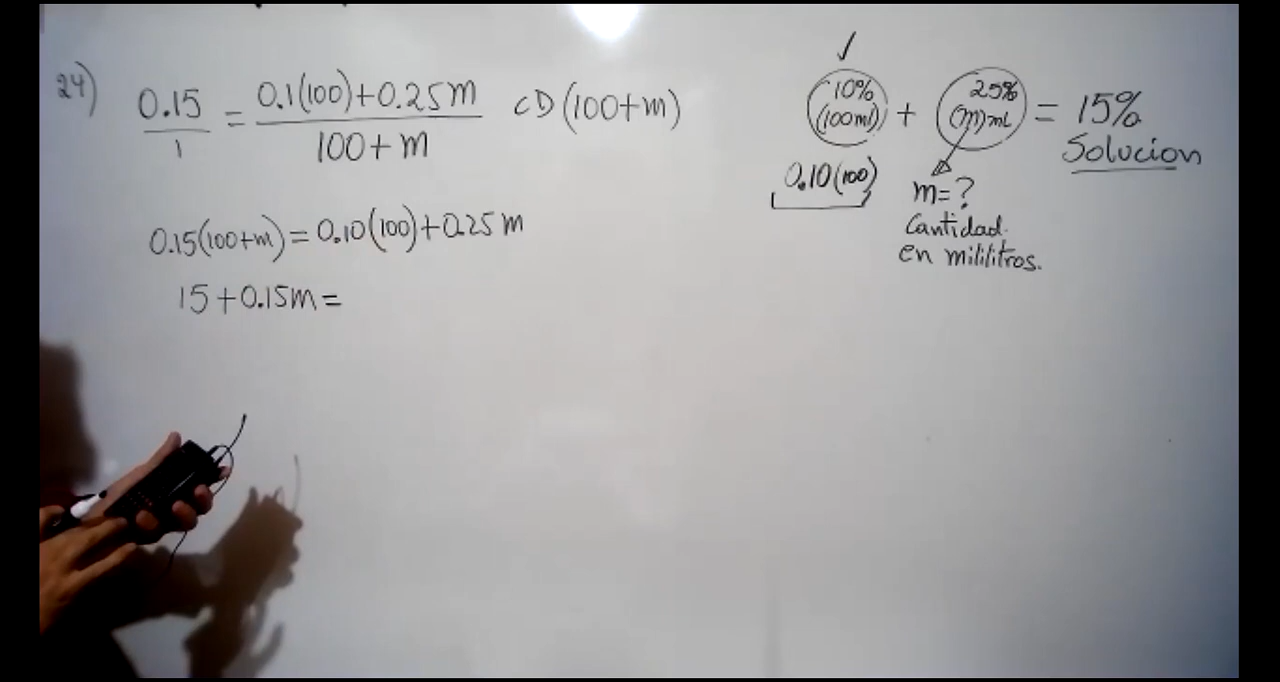 24)
0.15 / 1 = 0.1(100)+0.25m / 100+m CD(100+m)
0.15(100+m)=0.10(100)+0.25m
15+0.15m=
✓
10% (100ml) + 25% (m)mL = 15%
Solucion
0.10(100)
m=?
Cantidad.
en mililitros.